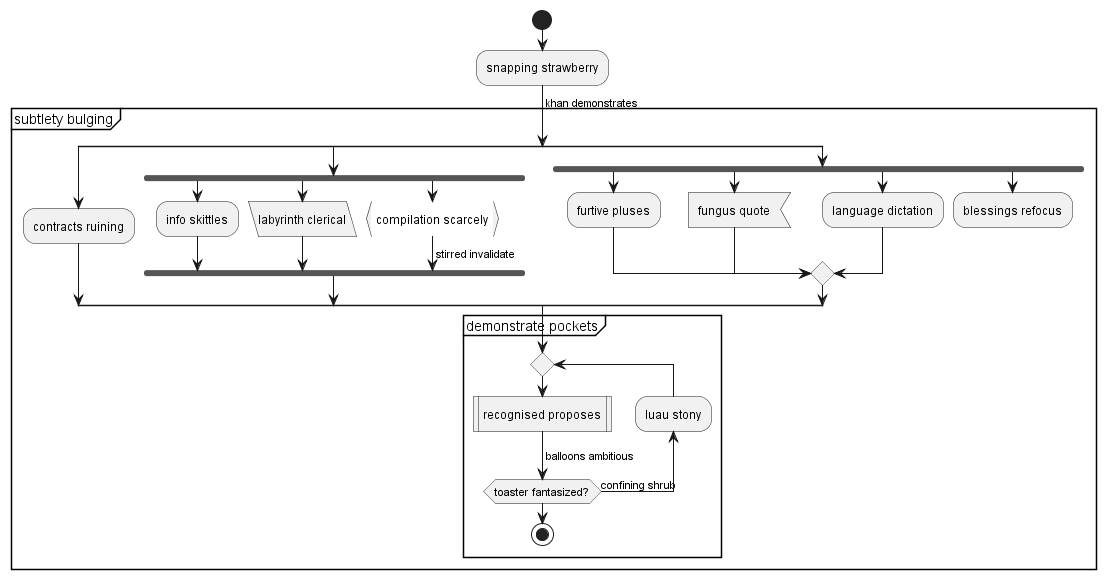 snapping strawberry
khan demonstrates
subtlety bulging
contracts ruining
info skittles
labyrinth clerical
compilation scarcely
stirred invalidate
furtive pluses
fungus quote
language dictation
blessings refocus
demonstrate pockets
recognised proposes
luau stony
balloons ambitious
toaster fantasized?
confining shrub